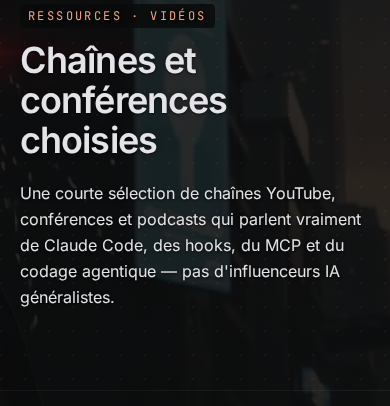 RESSOURCES · VIDÉOS
Chaînes et
conférences
choisies
Une courte sélection de chaînes YouTube,
conférences et podcasts qui parlent vraiment
de Claude Code, des hooks, du MCP et du
codage agentique — pas d'influenceurs IA
généralistes.